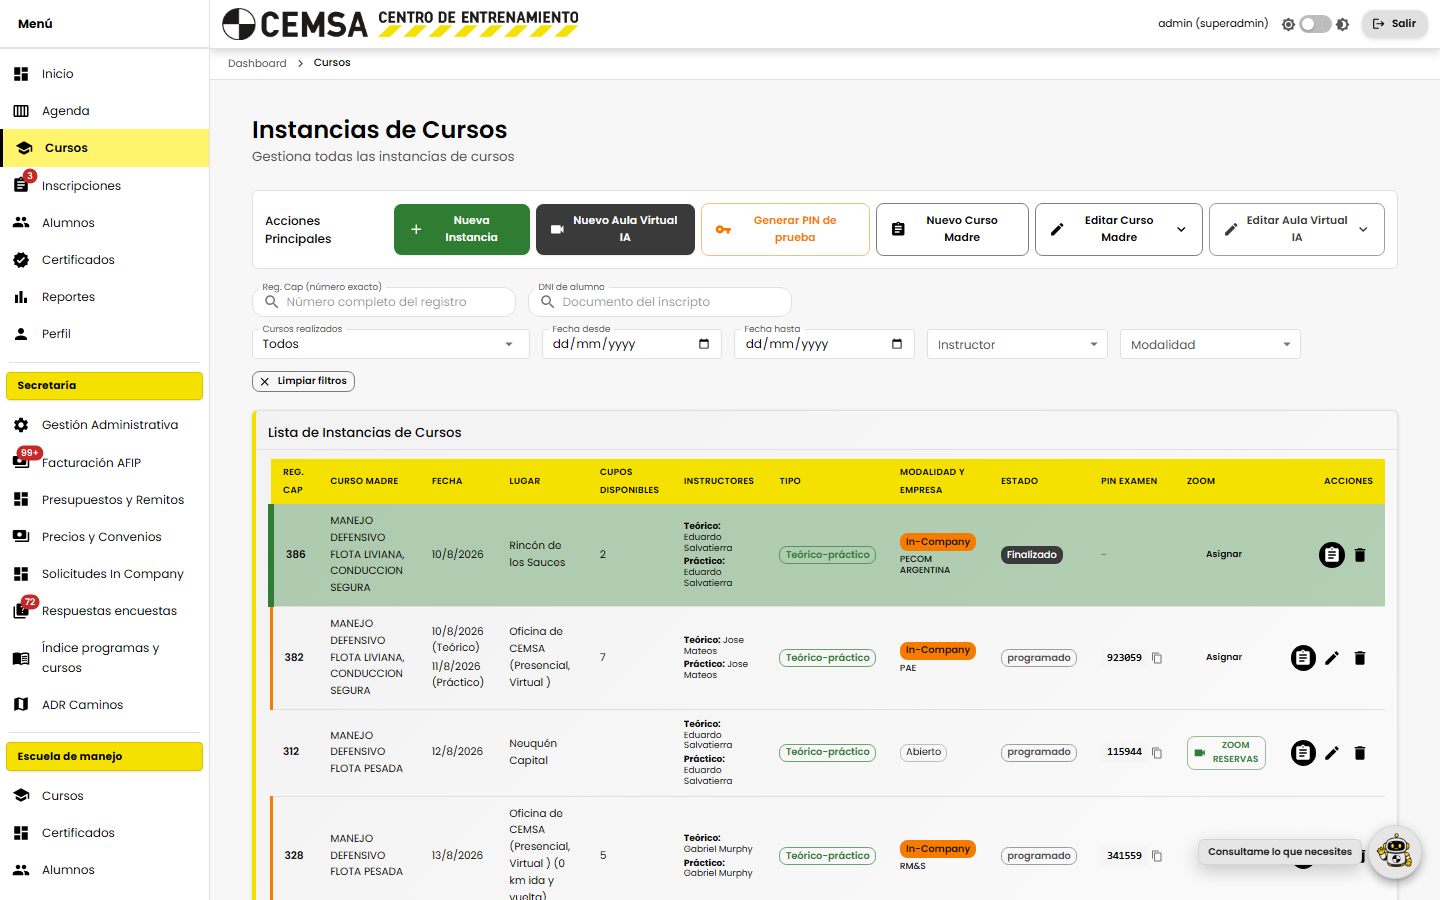 Menú
CEMSA CENTRO DE ENTRENAMIENTO
admin (superadmin)
Salir
Dashboard > Cursos
Inicio
Agenda
Cursos
3
Inscripciones
Alumnos
Certificados
Reportes
Perfil
Secretaría
Gestión Administrativa
99+
Facturación AFIP
Presupuestos y Remitos
Precios y Convenios
Solicitudes In Company
72
Respuestas encuestas
Índice programas y
cursos
ADR Caminos
Escuela de manejo
Cursos
Certificados
Alumnos
Instancias de Cursos
Gestiona todas las instancias de cursos
Acciones
Principales
Nueva
Instancia
Nuevo Aula Virtual
IA
Generar PIN de
prueba
Nuevo Curso
Madre
Editar Curso
Madre
Editar Aula Virtual
IA
Reg. Cap (número exacto)
Número completo del registro
DNI de alumno
Documento del inscripto
Cursos realizados
Todos
Fecha desde
dd/mm/yyyy
Fecha hasta
dd/mm/yyyy
Instructor
Modalidad
Limpiar filtros
Lista de Instancias de Cursos
REG.
CAP
CURSO MADRE
FECHA
LUGAR
CUPOS
DISPONIBLES
INSTRUCTORES
TIPO
MODALIDAD Y
EMPRESA
ESTADO
PIN EXAMEN
ZOOM
ACCIONES
386
MANEJO
DEFENSIVO
FLOTA LIVIANA,
CONDUCCION
SEGURA
10/8/2026
Rincón de
los Sauces
2
Teórico:
Eduardo
Salvatierra
Práctico:
Eduardo
Salvatierra
Teórico-práctico
In-Company
PECOM
ARGENTINA
Finalizado
-
Asignar
382
MANEJO
DEFENSIVO
FLOTA LIVIANA,
CONDUCCION
SEGURA
10/8/2026
(Teórico)
11/8/2026
(Práctico)
Oficina de
CEMSA
(Presencial,
Virtual )
7
Teórico: Jose
Mateos
Práctico: Jose
Mateos
Teórico-práctico
In-Company
PAE
programado
923059
Asignar
312
MANEJO
DEFENSIVO
FLOTA PESADA
12/8/2026
Neuquén
Capital
Teórico:
Eduardo
Salvatierra
Práctico:
Eduardo
Salvatierra
Teórico-práctico
Abierto
programado
115944
ZOOM
RESERVAS
328
MANEJO
DEFENSIVO
FLOTA PESADA
13/8/2026
Oficina de
CEMSA
(Presencial,
Virtual ) (0
km ida y
vuelta)
5
Teórico:
Gabriel Murphy
Práctico:
Gabriel Murphy
Teórico-práctico
In-Company
RM&S
programado
341559
Consultame lo que necesites